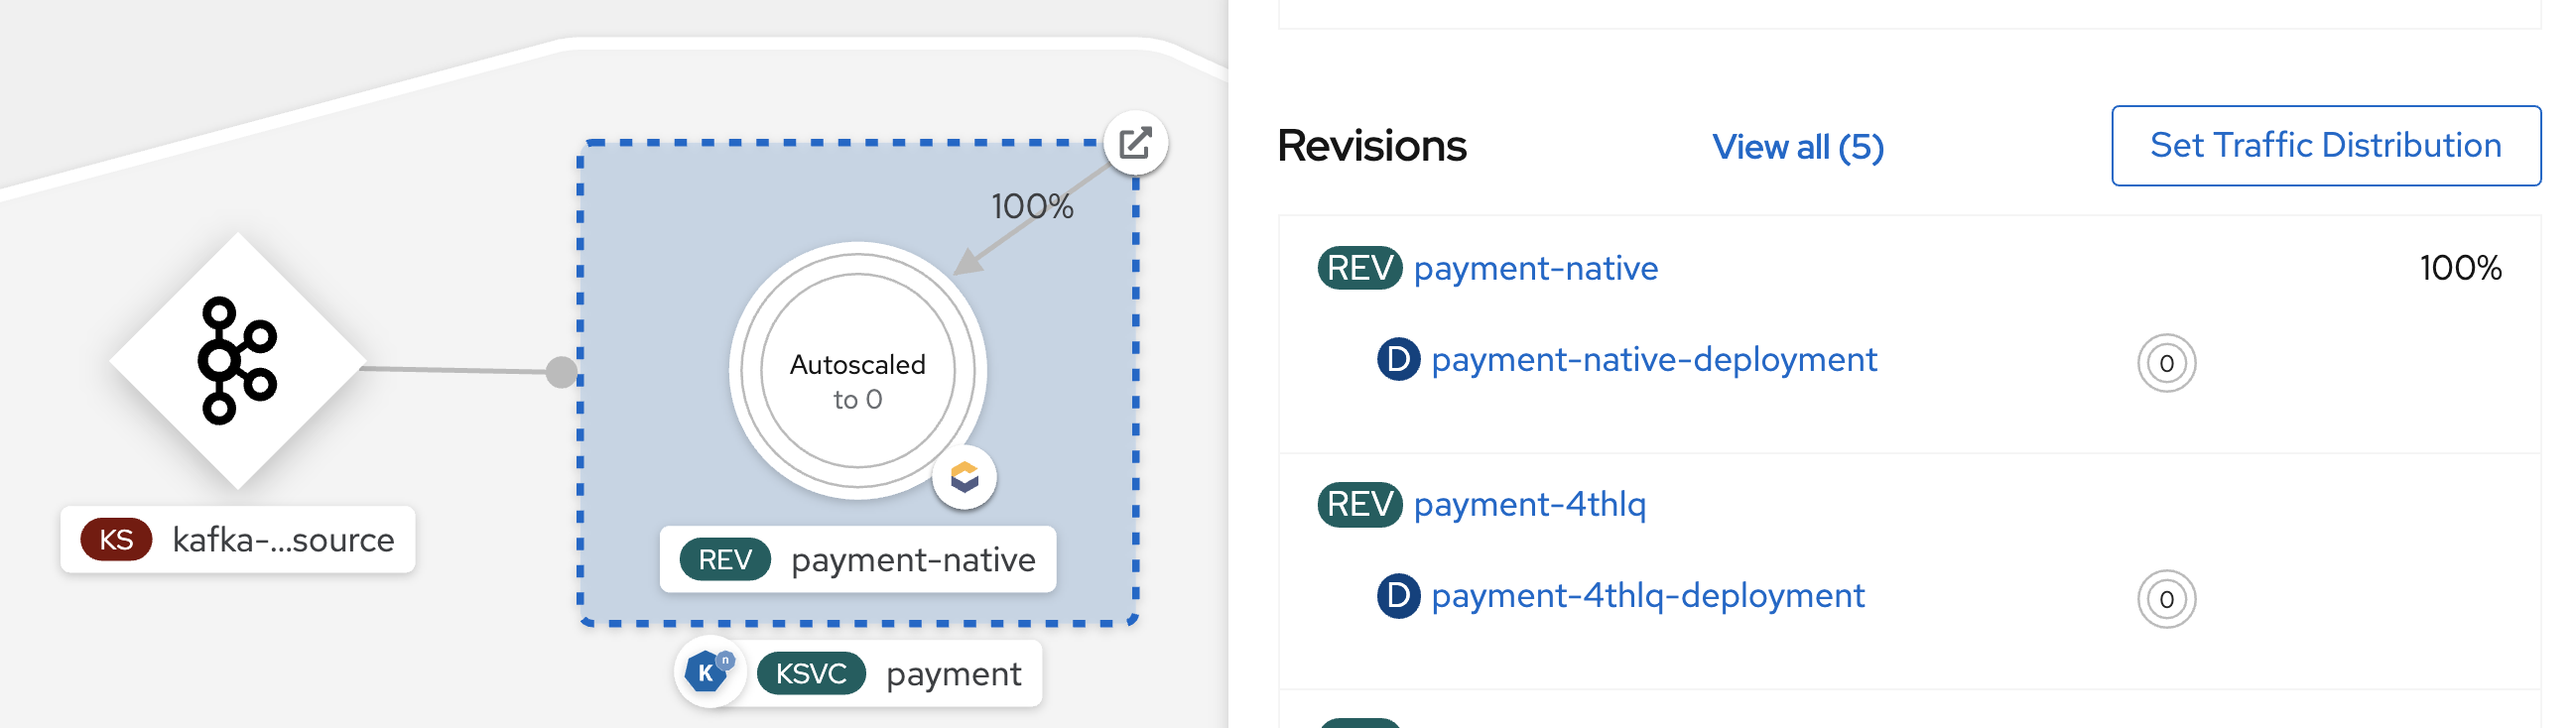 100%
Autoscaled
to 0
KS kafka-...source
REV payment-native
K n KSVC payment
Revisions View all (5) Set Traffic Distribution
REV payment-native 100%
D payment-native-deployment 0
REV payment-4thlq
D payment-4thlq-deployment 0